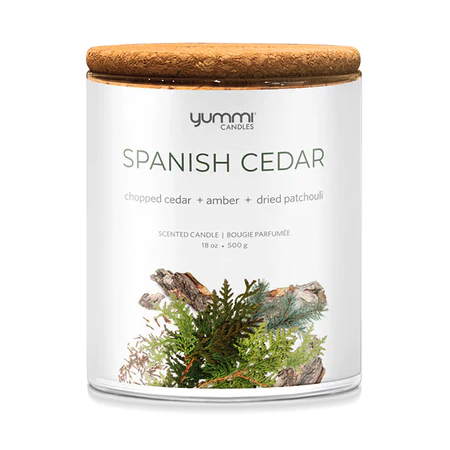 yummi
CANDLES
SPANISH CEDAR
chopped cedar + amber + dried patchouli
SCENTED CANDLE | BOUGIE PARFUMÉE
18 oz • 500 g